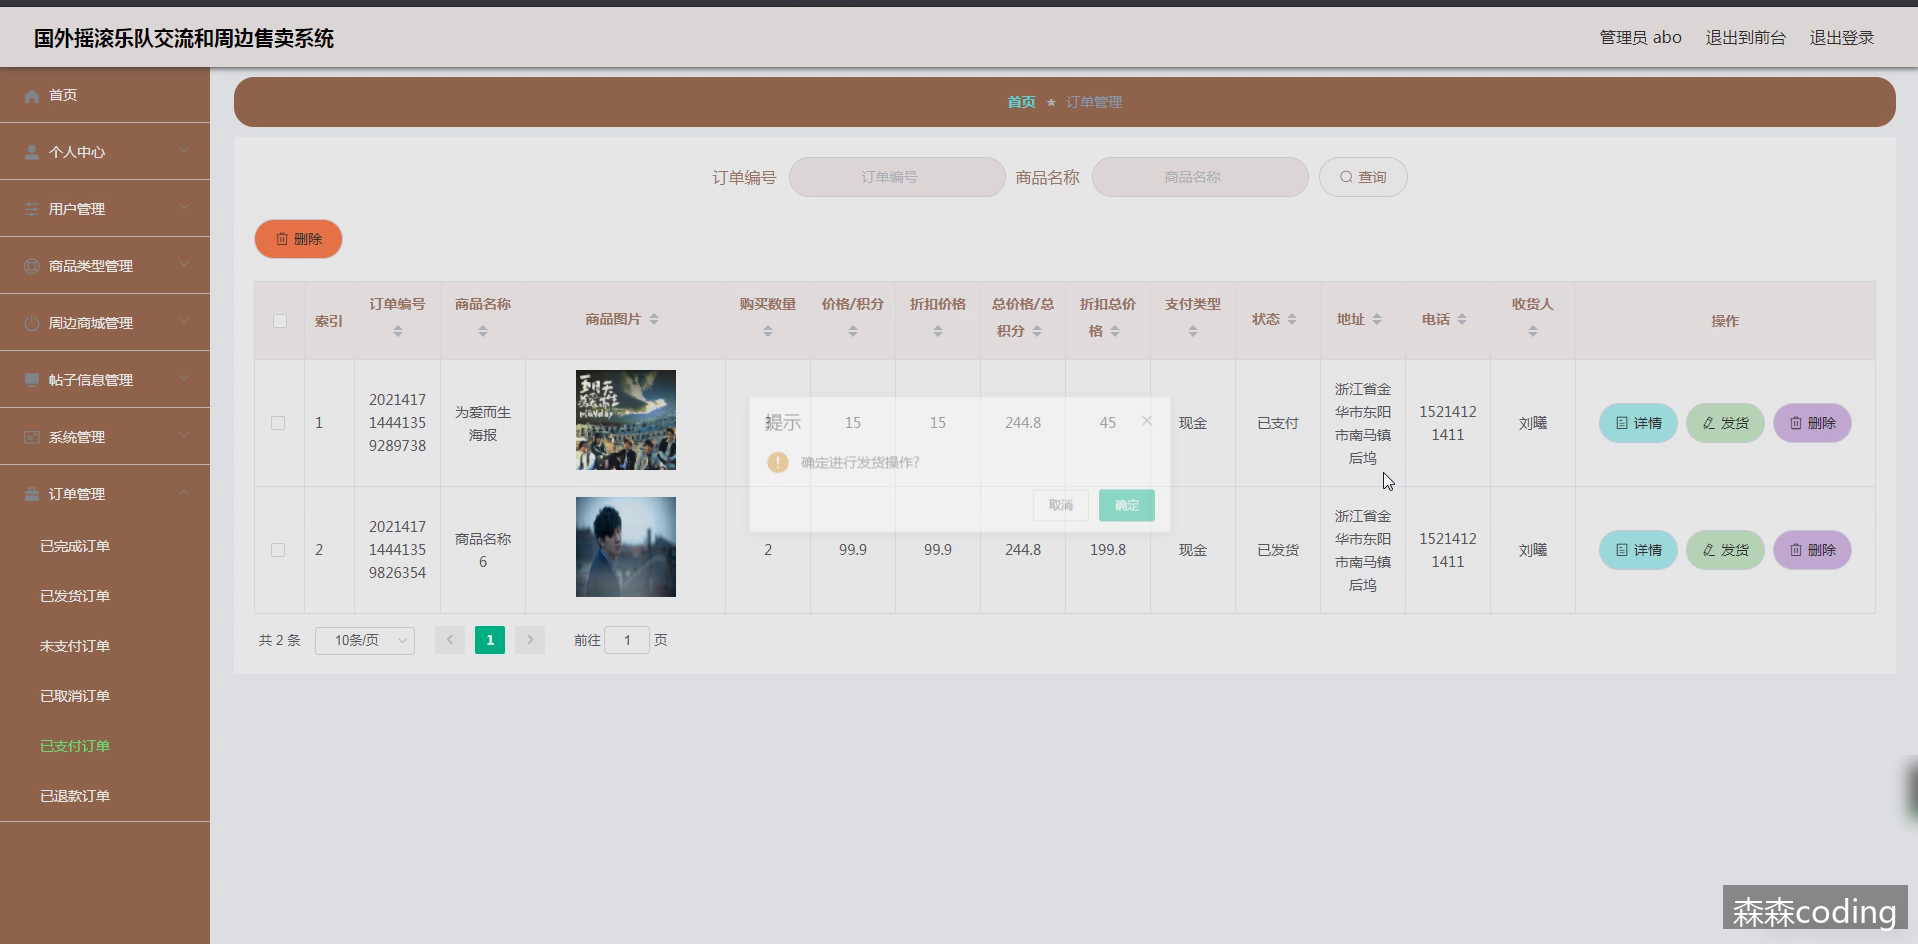 国外摇滚乐队交流和周边售卖系统
管理员 abo 退出到前台 退出登录
首页
个人中心
用户管理
商品类型管理
周边商城管理
帖子信息管理
系统管理
订单管理
已完成订单
已发货订单
未支付订单
已取消订单
已支付订单
已退款订单
首页 ★ 订单管理
订单编号 订单编号 商品名称 商品名称 查询
删除
索引 订单编号 商品名称 商品图片 购买数量 价格/积分 折扣价格 总价格/总积分 折扣总价格 支付类型 状态 地址 电话 收货人 操作
1 202141714441359289738 为爱而生海报 3 15 15 244.8 45 现金 已支付 浙江省金华市东阳市南马镇后坞 15214121411 刘曦 详情 发货 删除
2 202141714441359826354 商品名称6 2 99.9 99.9 244.8 199.8 现金 已发货 浙江省金华市东阳市南马镇后坞 15214121411 刘曦 详情 发货 删除
提示
确定进行发货操作?
取消 确定
共 2 条 10条/页 1 前往 1 页
森森coding